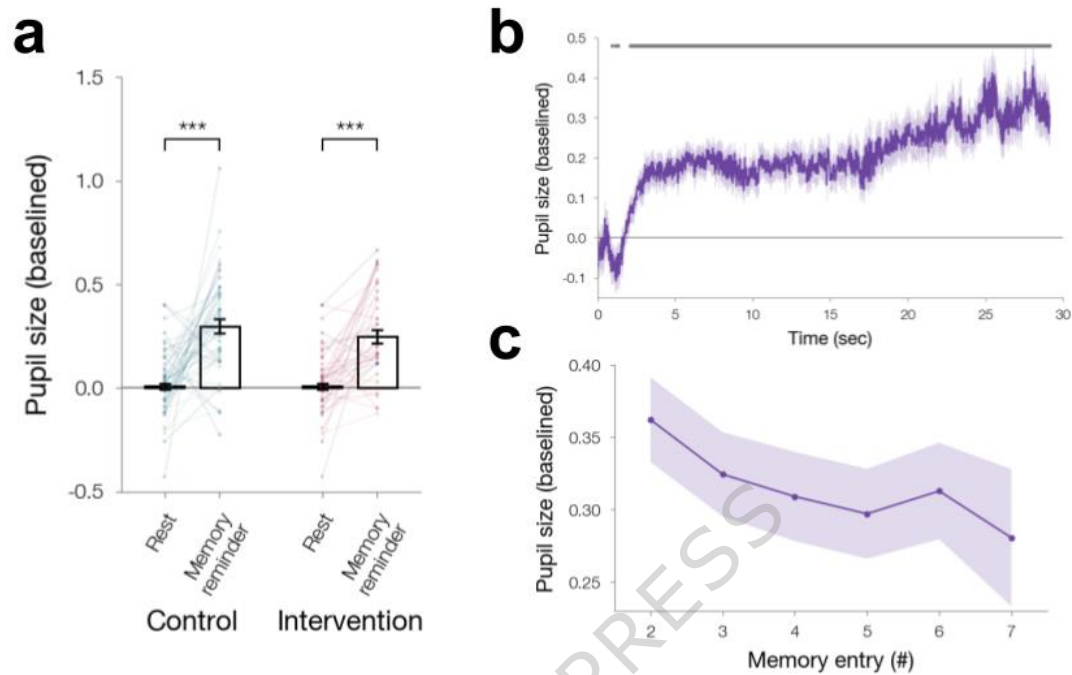 a
Pupil size (baselined)
1.5
1.0
0.5
0.0
-0.5
***
***
Rest
Memory reminder
Rest
Memory reminder
Control
Intervention
b
Pupil size (baselined)
0.5
0.4
0.3
0.2
0.1
0.0
-0.1
0
5
10
15
20
25
30
Time (sec)
c
Pupil size (baselined)
0.40
0.35
0.30
0.25
2
3
4
5
6
7
Memory entry (#)
PRESS